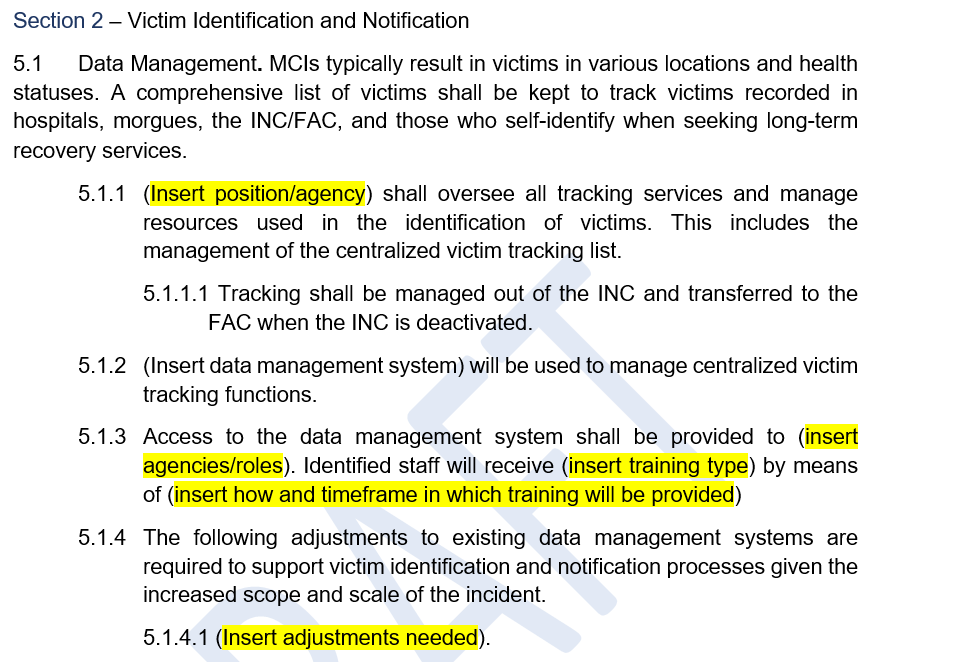 Section 2 – Victim Identification and Notification
5.1 Data Management. MCIs typically result in victims in various locations and health
statuses. A comprehensive list of victims shall be kept to track victims recorded in
hospitals, morgues, the INC/FAC, and those who self-identify when seeking long-term
recovery services.
5.1.1 (Insert position/agency) shall oversee all tracking services and manage
resources used in the identification of victims. This includes the
management of the centralized victim tracking list.
5.1.1.1 Tracking shall be managed out of the INC and transferred to the
FAC when the INC is deactivated.
5.1.2 (Insert data management system) will be used to manage centralized victim
tracking functions.
5.1.3 Access to the data management system shall be provided to (insert
agencies/roles). Identified staff will receive (insert training type) by means
of (insert how and timeframe in which training will be provided)
5.1.4 The following adjustments to existing data management systems are
required to support victim identification and notification processes given the
increased scope and scale of the incident.
5.1.4.1 (Insert adjustments needed).
DRAFT